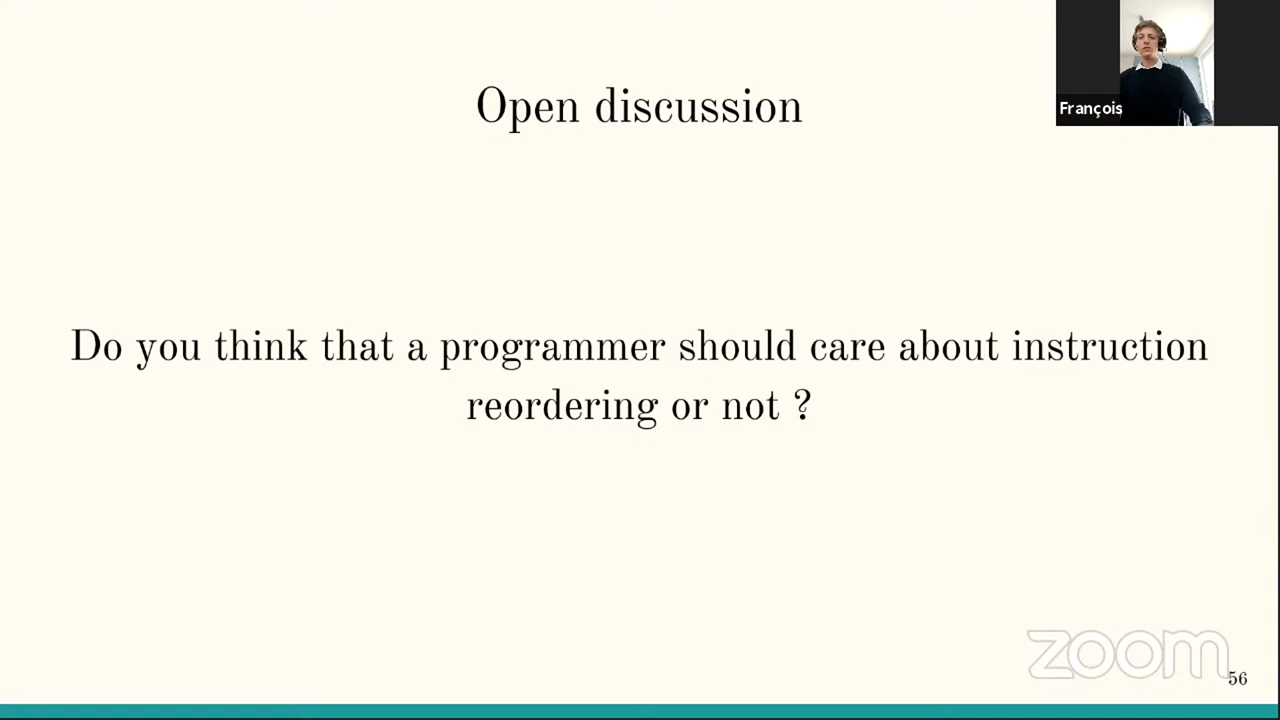 Open discussion
François
Do you think that a programmer should care about instruction
reordering or not ?
zoom
56